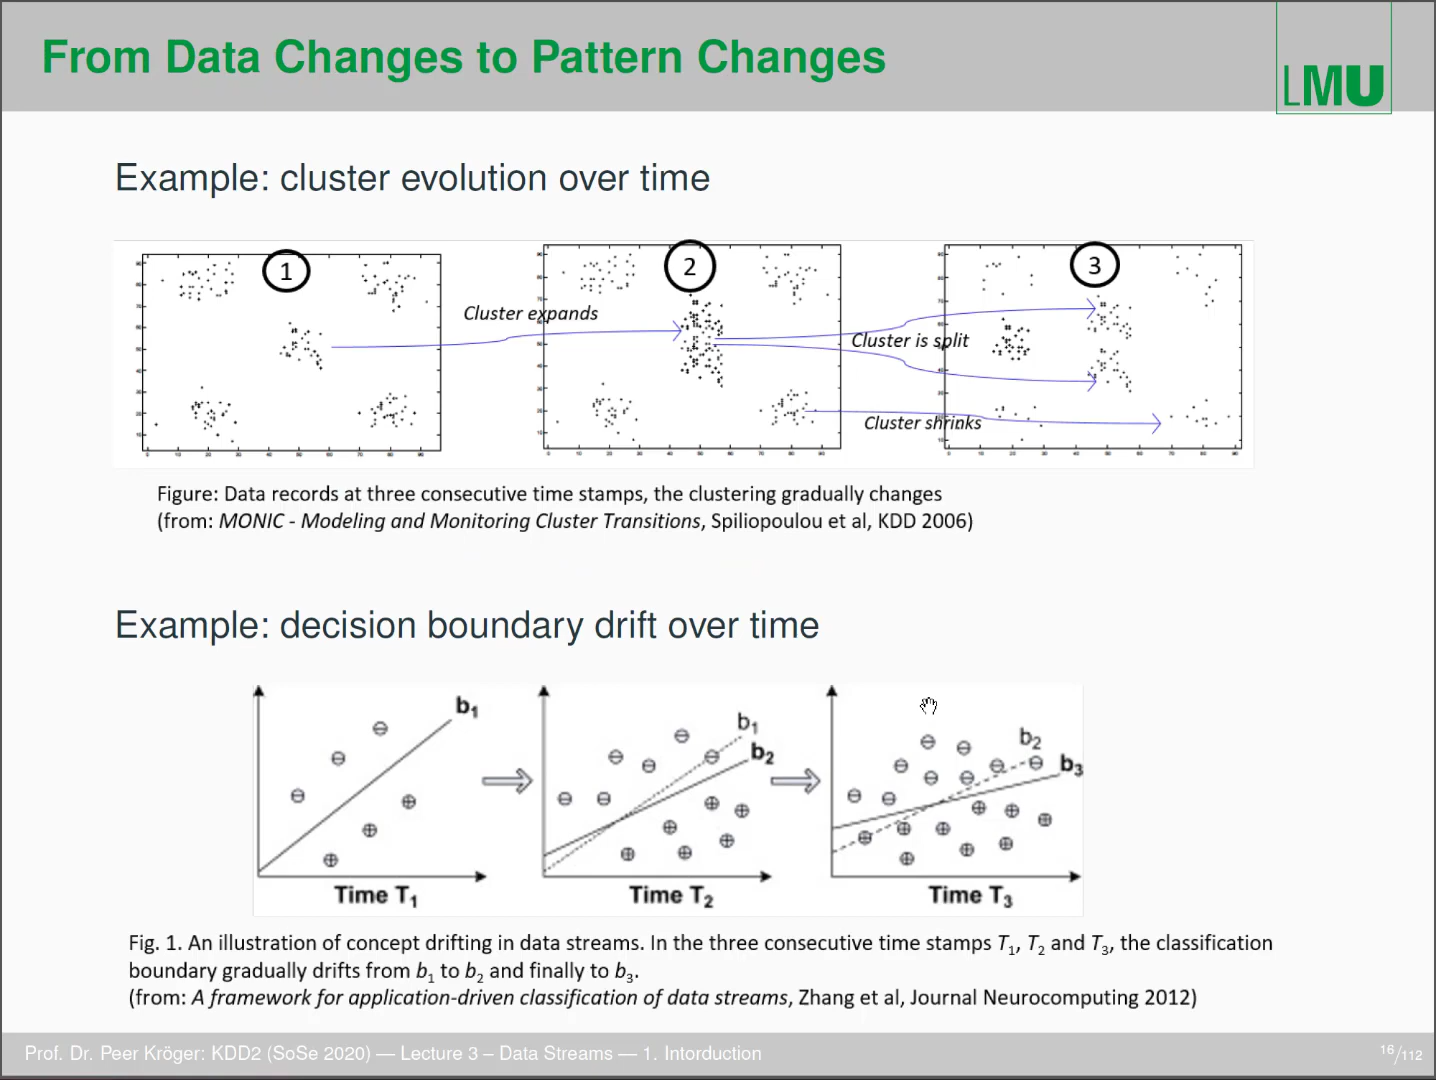 From Data Changes to Pattern Changes
LMU
Example: cluster evolution over time
1
2
3
Cluster expands
Cluster is split
Cluster shrinks
Figure: Data records at three consecutive time stamps, the clustering gradually changes
(from: MONIC - Modeling and Monitoring Cluster Transitions, Spiliopoulou et al, KDD 2006)
Example: decision boundary drift over time
b1
b1
b2
b2
b3
Time T1
Time T2
Time T3
Fig. 1. An illustration of concept drifting in data streams. In the three consecutive time stamps T1, T2 and T3, the classification
boundary gradually drifts from b1 to b2 and finally to b3.
(from: A framework for application-driven classification of data streams, Zhang et al, Journal Neurocomputing 2012)
Prof. Dr. Peer Kröger: KDD2 (SoSe 2020) — Lecture 3 – Data Streams — 1. Intorduction
16/112